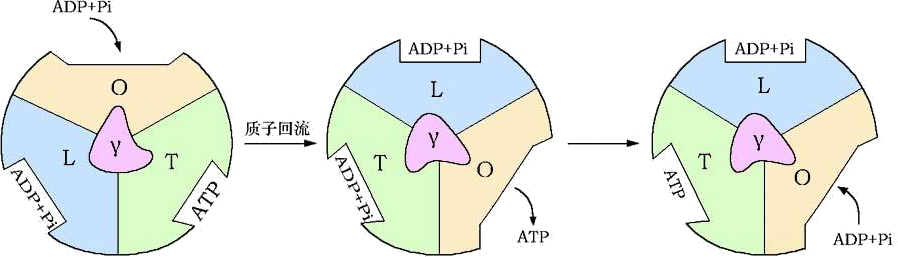 ADP+Pi
O
L
γ
T
ADP+Pi
ATP
质子回流
ADP+Pi
L
γ
T
O
ADP+Pi
ATP
ADP+Pi
L
γ
T
O
ATP
ADP+Pi